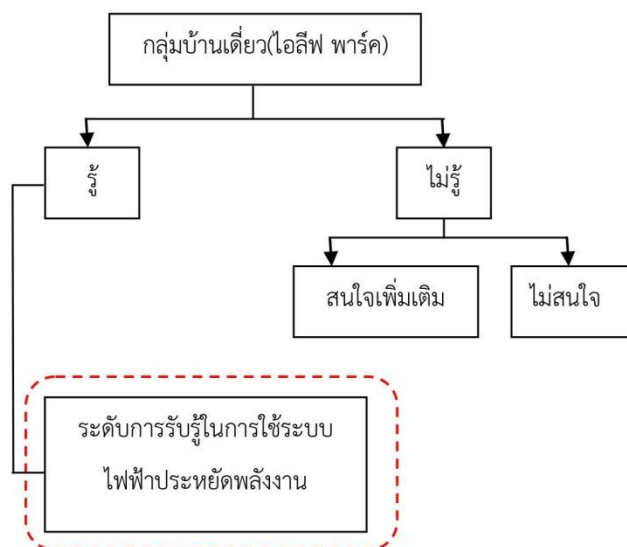 กลุ่มบ้านเดี่ยว(ไอลีฟ พาร์ค)
รู้
ไม่รู้
สนใจเพิ่มเติม
ไม่สนใจ
ระดับการรับรู้ในการใช้ระบบ
ไฟฟ้าประหยัดพลังงาน